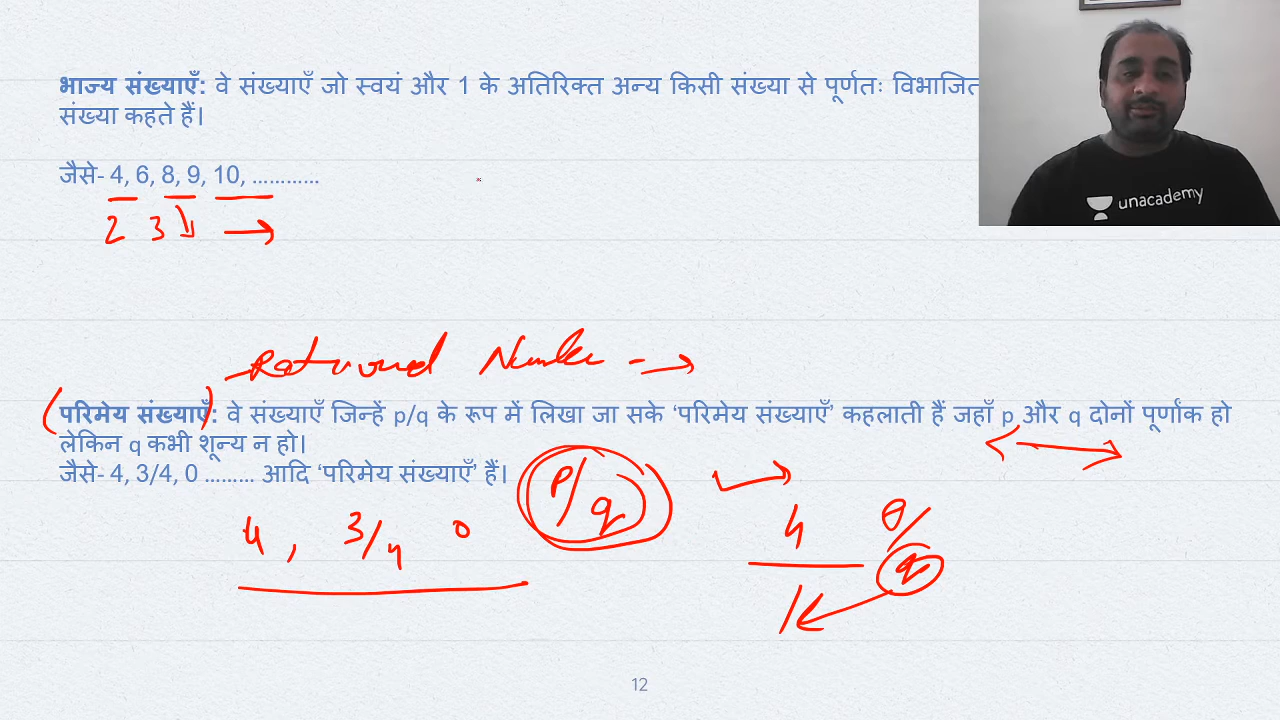 भाज्य संख्याएँ: वे संख्याएँ जो स्वयं और 1 के अतिरिक्त अन्य किसी संख्या से पूर्णतः विभाजित
संख्या कहते हैं।
जैसे- 4, 6, 8, 9, 10, …………
2 3
Rational Number
(परिमेय संख्याएँ): वे संख्याएँ जिन्हें p/q के रूप में लिखा जा सके ‘परिमेय संख्याएँ’ कहलाती हैं जहाँ p और q दोनों पूर्णांक हो
लेकिन q कभी शून्य न हो।
जैसे- 4, 3/4, 0 ……… आदि ‘परिमेय संख्याएँ’ हैं।
4, 3/4 0 P/q 4/1
12
unacademy